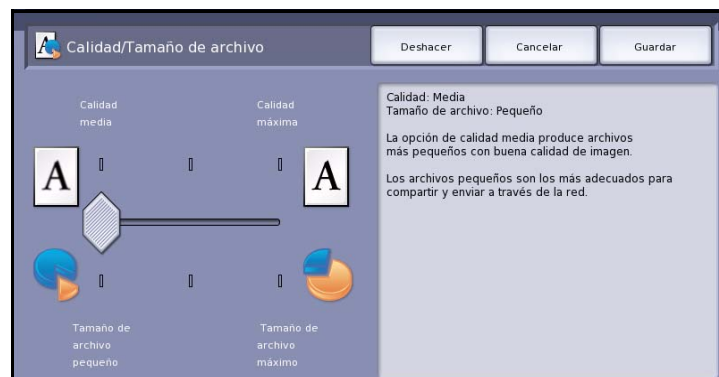 Calidad/Tamaño de archivo
Deshacer
Cancelar
Guardar
Calidad
media
Calidad
máxima
A
A
Tamaño de
archivo
pequeño
Tamaño de
archivo
máximo
Calidad: Media
Tamaño de archivo: Pequeño
La opción de calidad media produce archivos
más pequeños con buena calidad de imagen.
Los archivos pequeños son los más adecuados para
compartir y enviar a través de la red.